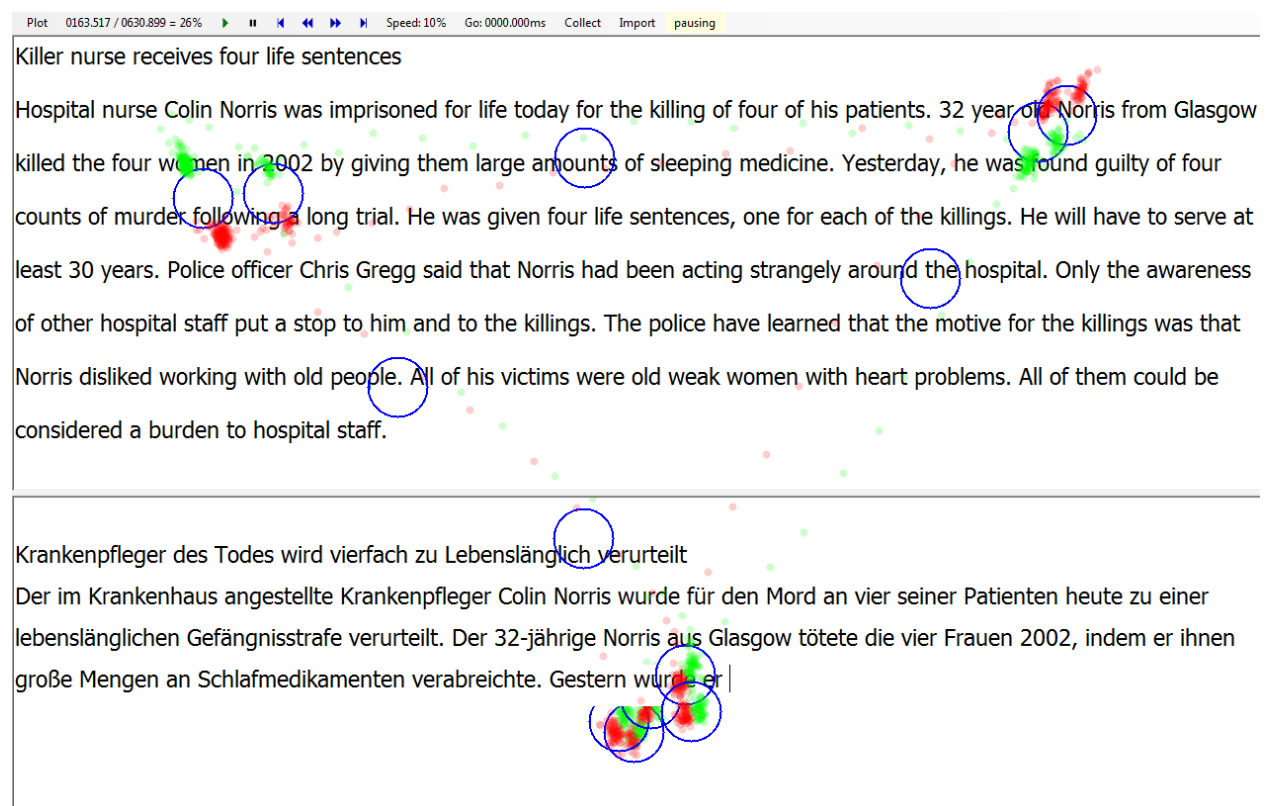 Plot 0163.517 / 0630.899 = 26% Speed: 10% Go: 0000.000ms Collect Import pausing
Killer nurse receives four life sentences
Hospital nurse Colin Norris was imprisoned for life today for the killing of four of his patients. 32 year old Norris from Glasgow
killed the four women in 2002 by giving them large amounts of sleeping medicine. Yesterday, he was found guilty of four
counts of murder following a long trial. He was given four life sentences, one for each of the killings. He will have to serve at
least 30 years. Police officer Chris Gregg said that Norris had been acting strangely around the hospital. Only the awareness
of other hospital staff put a stop to him and to the killings. The police have learned that the motive for the killings was that
Norris disliked working with old people. All of his victims were old weak women with heart problems. All of them could be
considered a burden to hospital staff.
Krankenpfleger des Todes wird vierfach zu Lebenslänglich verurteilt
Der im Krankenhaus angestellte Krankenpfleger Colin Norris wurde für den Mord an vier seiner Patienten heute zu einer
lebenslänglichen Gefängnisstrafe verurteilt. Der 32-jährige Norris aus Glasgow tötete die vier Frauen 2002, indem er ihnen
große Mengen an Schlafmedikamenten verabreichte. Gestern wurde er